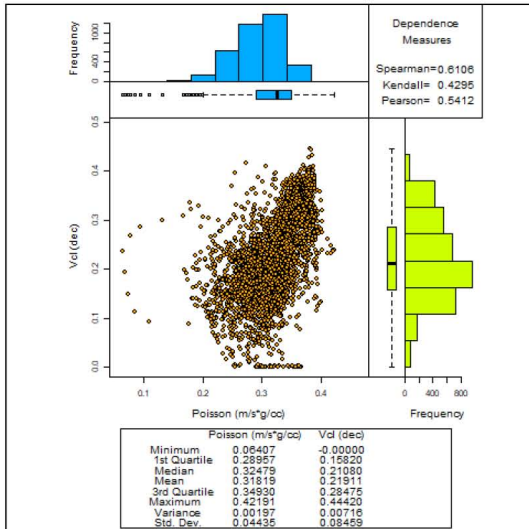 Frequency
0 400 1000
Dependence
Measures
Spearman=0.6106
Kendall= 0.4295
Pearson= 0.5412
Vcl (dec)
0.0 0.1 0.2 0.3 0.4 0.5
0.1 0.2 0.3 0.4
Poisson (m/s*g/cc)
0 400 800
Frequency
Poisson (m/s*g/cc) Vcl (dec)
Minimum 0.06407 -0.00000
1st Quartile 0.28957 0.15820
Median 0.32479 0.21080
Mean 0.31819 0.21911
3rd Quartile 0.34930 0.28475
Maximum 0.42191 0.44420
Variance 0.00197 0.00716
Std. Dev. 0.04435 0.08459